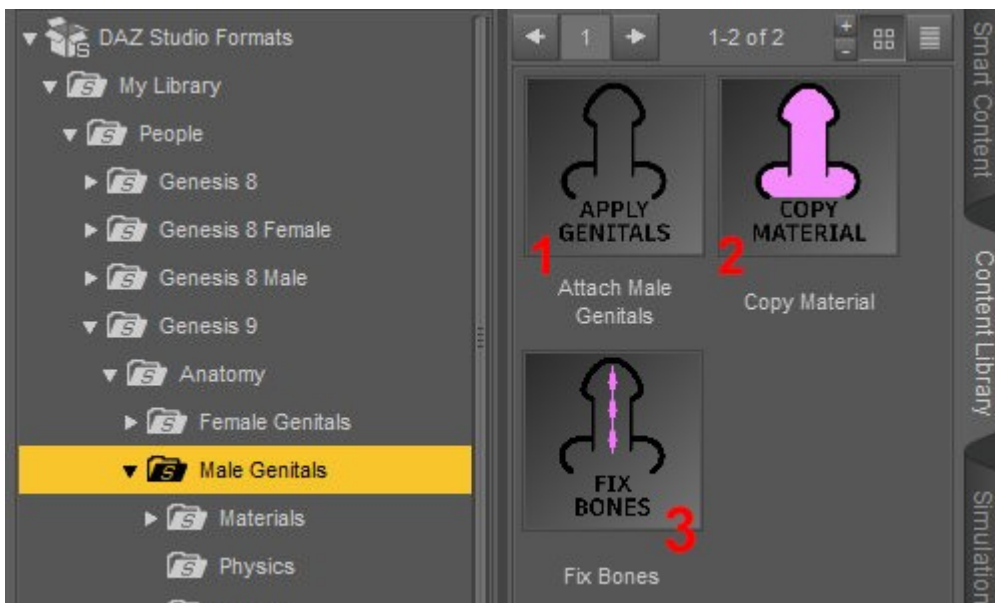 DAZ Studio Formats
My Library
People
Genesis 8
Genesis 8 Female
Genesis 8 Male
Genesis 9
Anatomy
Female Genitals
Male Genitals
Materials
Physics
1
1-2 of 2
+
-
APPLY
GENITALS
1
Attach Male
Genitals
COPY
MATERIAL
2
Copy Material
FIX
BONES
3
Fix Bones
Smart Content
Content Library
Simulation